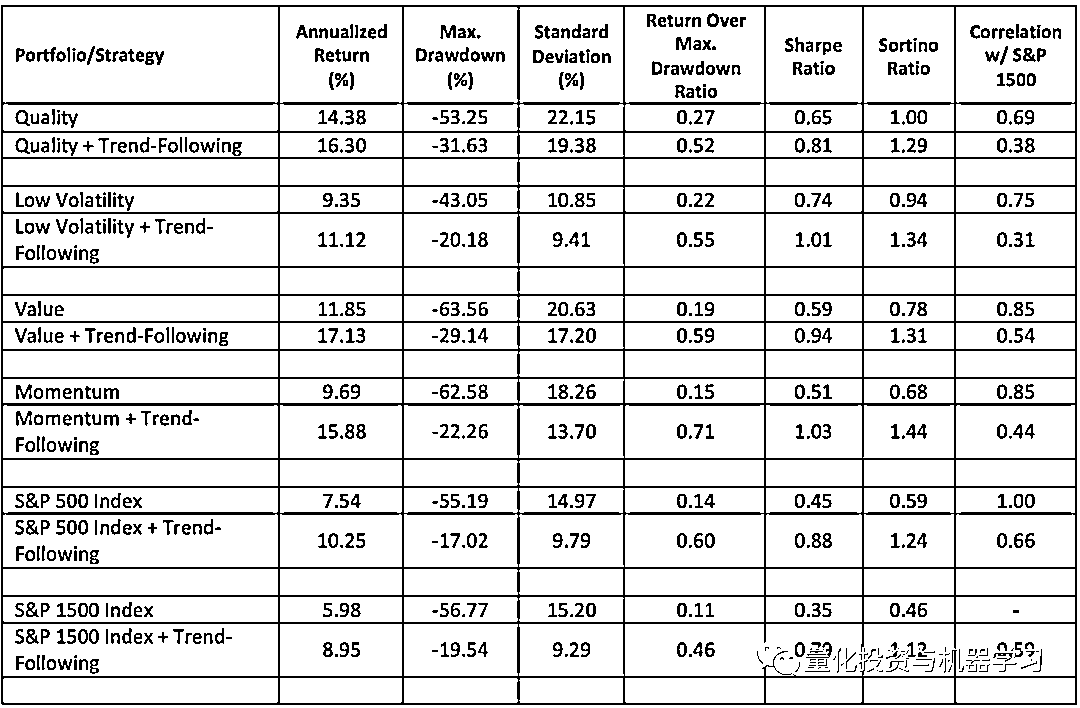 Portfolio/Strategy Annualized Return (%) Max. Drawdown (%) Standard Deviation (%) Return Over Max. Drawdown Ratio Sharpe Ratio Sortino Ratio Correlation w/ S&P 1500
Quality 14.38 -53.25 22.15 0.27 0.65 1.00 0.69
Quality + Trend-Following 16.30 -31.63 19.38 0.52 0.81 1.29 0.38
Low Volatility 9.35 -43.05 10.85 0.22 0.74 0.94 0.75
Low Volatility + Trend-Following 11.12 -20.18 9.41 0.55 1.01 1.34 0.31
Value 11.85 -63.56 20.63 0.19 0.59 0.78 0.85
Value + Trend-Following 17.13 -29.14 17.20 0.59 0.94 1.31 0.54
Momentum 9.69 -62.58 18.26 0.15 0.51 0.68 0.85
Momentum + Trend-Following 15.88 -22.26 13.70 0.71 1.03 1.44 0.44
S&P 500 Index 7.54 -55.19 14.97 0.14 0.45 0.59 1.00
S&P 500 Index + Trend-Following 10.25 -17.02 9.79 0.60 0.88 1.24 0.66
S&P 1500 Index 5.98 -56.77 15.20 0.11 0.35 0.46 -
S&P 1500 Index + Trend-Following 8.95 -19.54 9.29 0.46 0.79 1.12 0.59
量化投资与机器学习